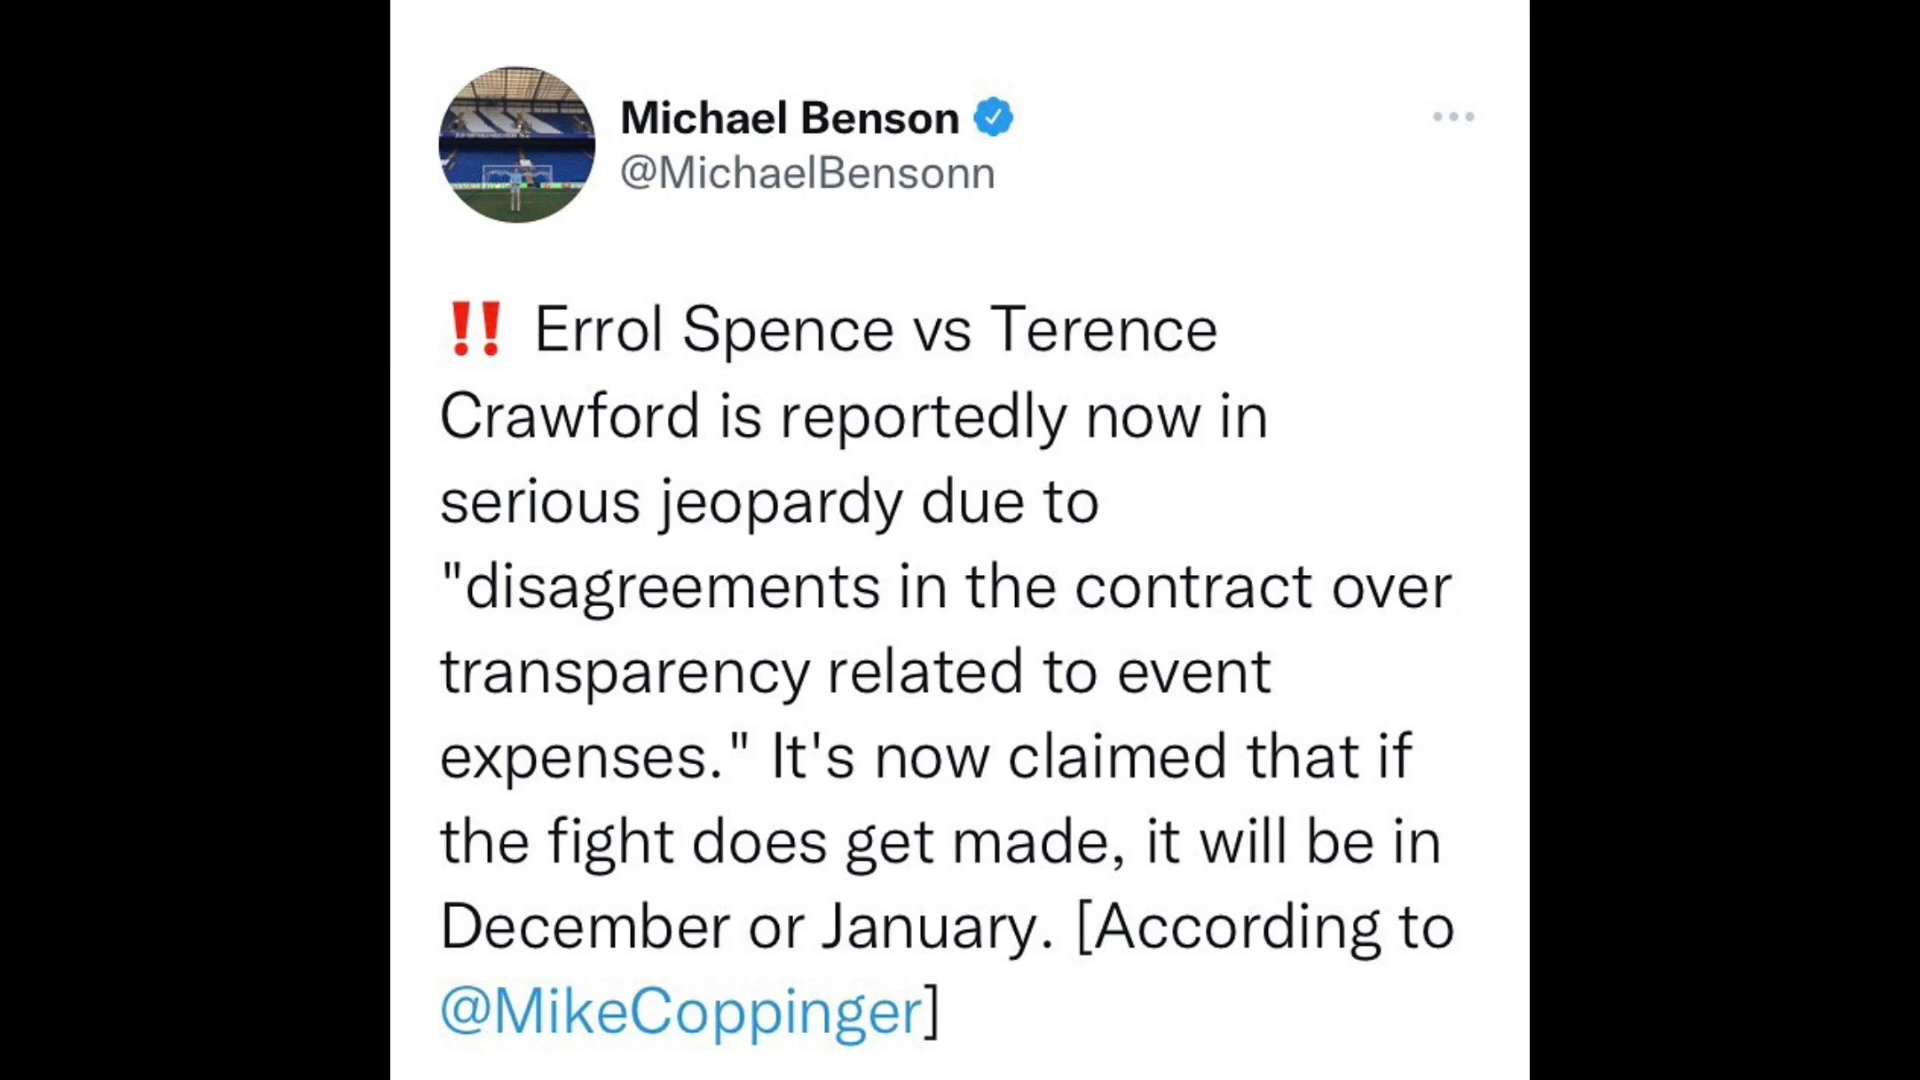 Michael Benson
@MichaelBensonn
‼️ Errol Spence vs Terence
Crawford is reportedly now in
serious jeopardy due to
"disagreements in the contract over
transparency related to event
expenses." It's now claimed that if
the fight does get made, it will be in
December or January. [According to
@MikeCoppinger]